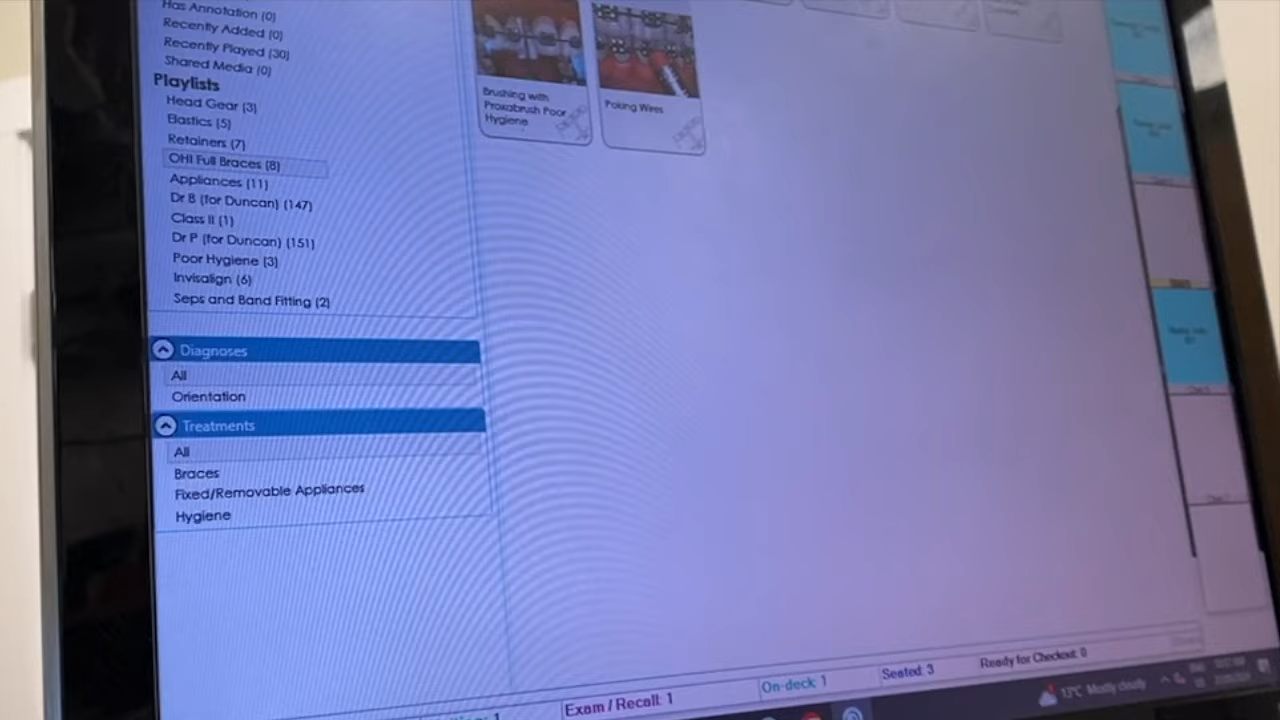 Has Annotation (0)
Recently Added (0)
Recently Played (30)
Shared Media (0)
Playlists
Head Gear (3)
Elastics (5)
Retainers (7)
OHI Full Braces (8)
Appliances (11)
Dr B (for Duncan) (147)
Class II (1)
Dr P (for Duncan) (151)
Poor Hygiene (3)
Invisalign (6)
Seps and Band Fitting (2)
Diagnoses
All
Orientation
Treatments
All
Braces
Fixed/Removable Appliances
Hygiene
Brushing with
Proxabrush Poor
Hygiene
Poking Wires
Exam / Recall: 1
On-deck: 1
Seated: 3
Ready for Checkout: 0
13°C Mostly cloudy